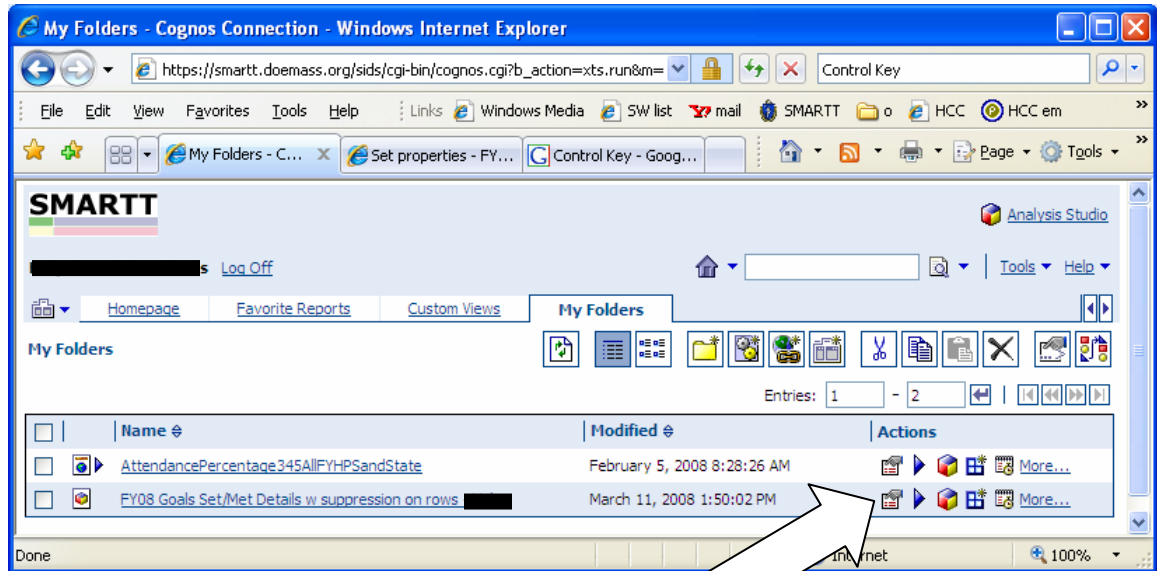 My Folders - Cognos Connection - Windows Internet Explorer
https://smartt.doemass.org/sids/cgi-bin/cognos.cgi?b_action=xts.run&m= Control Key
File Edit View Favorites Tools Help Links Windows Media SW list mail SMARTT o HCC HCC em »
My Folders - C... X Set properties - FY... Control Key - Goog... Page Tools »
SMARTT
Analysis Studio
s Log Off Tools Help
Homepage Favorite Reports Custom Views My Folders
My Folders
Entries: 1 - 2
Name Modified Actions
AttendancePercentage345AllFYHPSandState February 5, 2008 8:28:26 AM More...
FY08 Goals Set/Met Details w suppression on rows March 11, 2008 1:50:02 PM More...
Done 100%